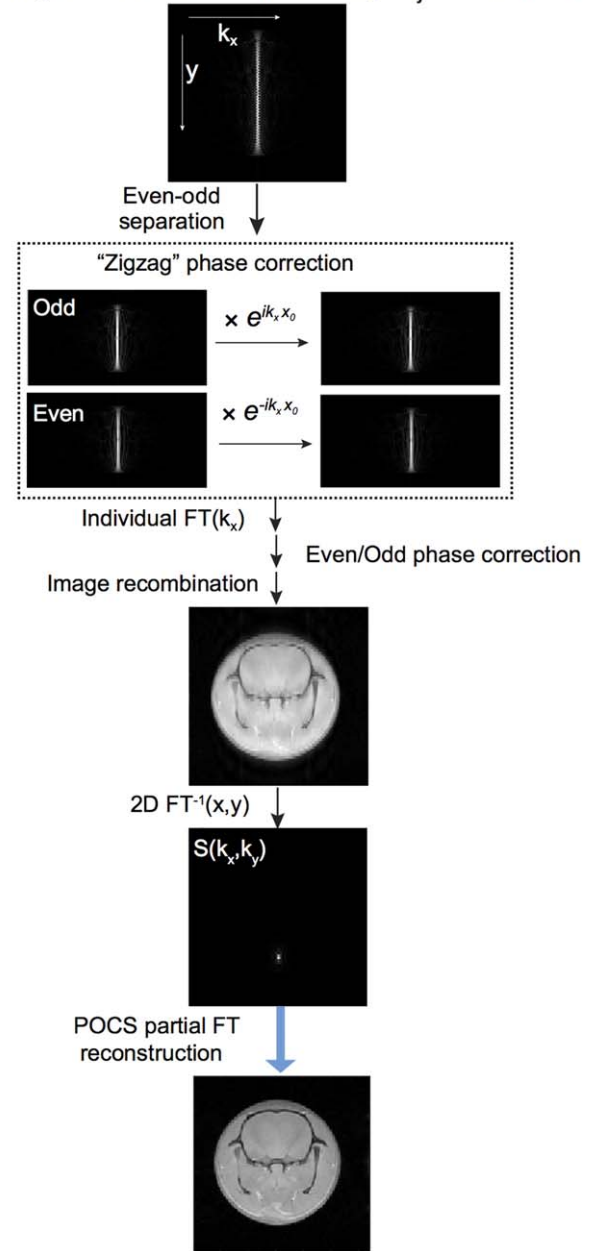 kₓ
y
Even-odd
separation
“Zigzag” phase correction
Odd
× e^{ikₓx₀}
Even
× e^{-ikₓx₀}
Individual FT(kₓ)
Even/Odd phase correction
Image recombination
2D FT⁻¹(x,y)
S(kₓ,k_y)
POCS partial FT
reconstruction